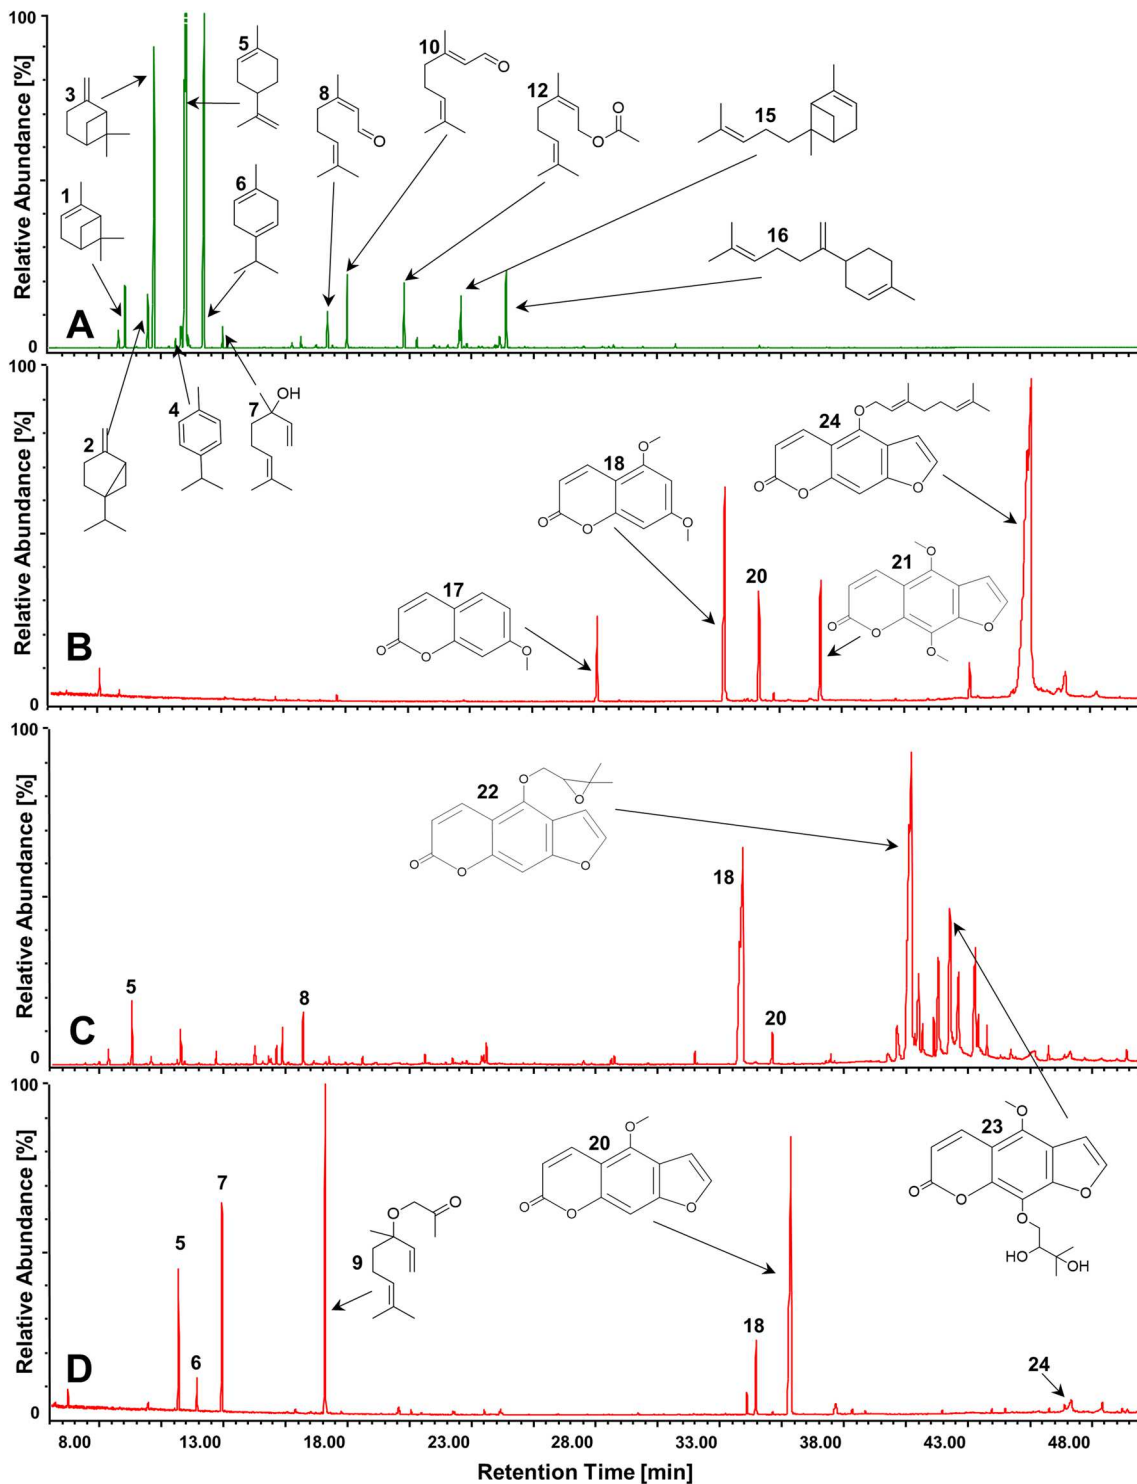 100
Relative Abundance [%]
0
A
3
5
1
6
8
O
10
O
12
O
O
15
16
2
4
7
OH
100
Relative Abundance [%]
0
B
17
O
O
O
18
O
O
O
O
20
21
O
O
O
O
O
24
O
O
O
O
100
Relative Abundance [%]
0
C
5
8
22
O
O
O
O
O
18
20
23
O
O
O
O
O
HO
OH
100
Relative Abundance [%]
0
D
5
6
7
9
O
O
20
O
O
O
O
18
24
8.00
13.00
18.00
23.00
28.00
33.00
38.00
43.00
48.00
Retention Time [min]